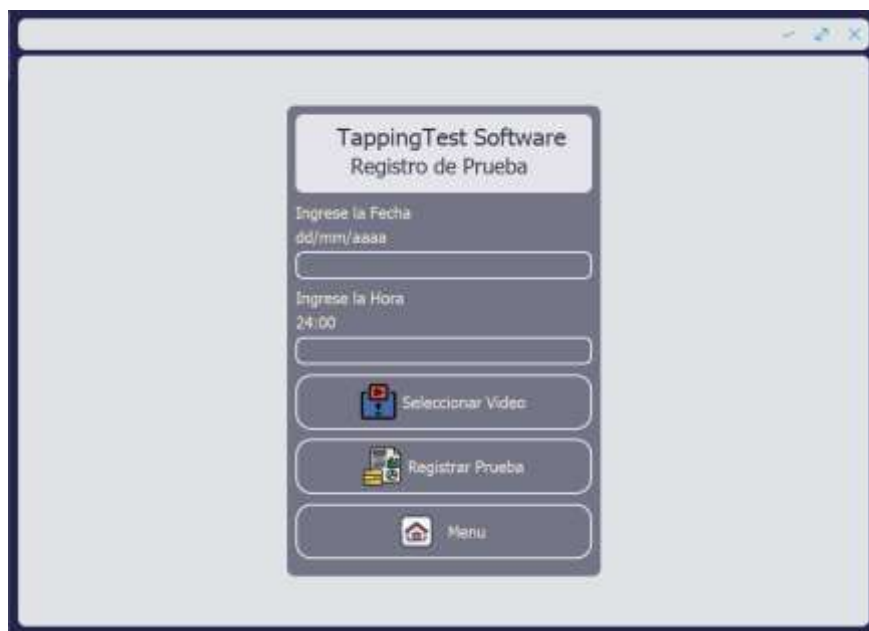 TappingTest Software
Registro de Prueba
Ingrese la Fecha
dd/mm/aaaa
Ingrese la Hora
24:00
Seleccionar Video
Registrar Prueba
Menu